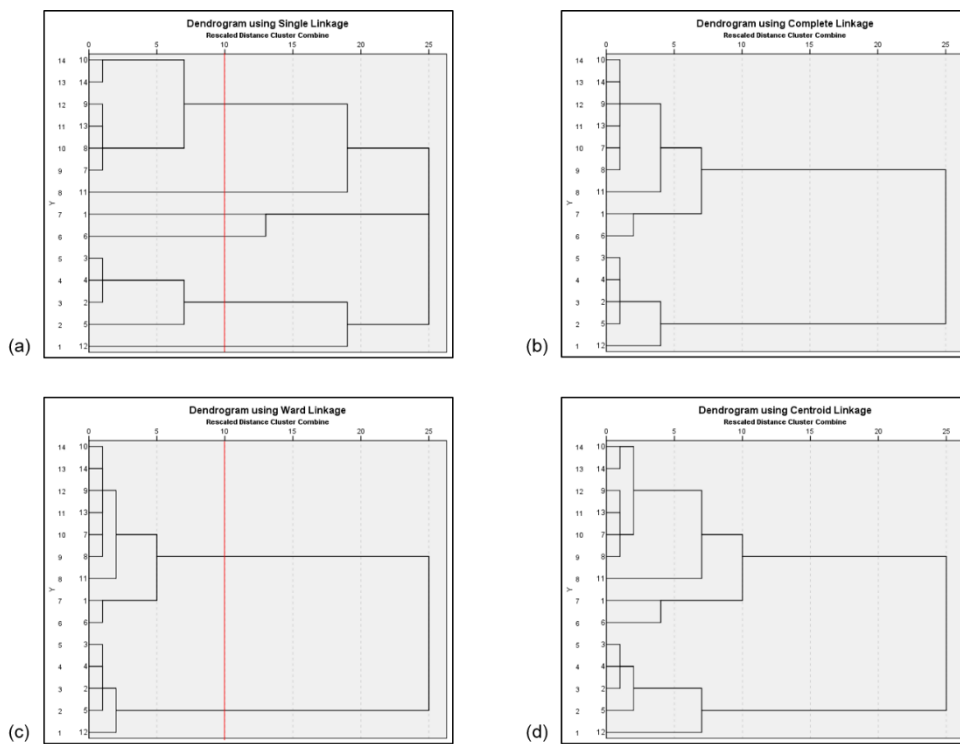 Dendrogram using Single Linkage
Rescaled Distance Cluster Combine
0 5 10 15 20 25
14 10
13 14
12 9
11 13
10 8
9 7
8 11
Y
7 1
6 6
5 3
4 4
3 2
2 5
1 12
(a)
Dendrogram using Complete Linkage
Rescaled Distance Cluster Combine
0 5 10 15 20 25
14 10
13 14
12 9
11 13
10 7
9 8
8 11
Y
7 1
6 6
5 3
4 4
3 2
2 5
1 12
(b)
Dendrogram using Ward Linkage
Rescaled Distance Cluster Combine
0 5 10 15 20 25
14 10
13 14
12 9
11 13
10 7
9 8
8 11
Y
7 1
6 6
5 3
4 4
3 2
2 5
1 12
(c)
Dendrogram using Centroid Linkage
Rescaled Distance Cluster Combine
0 5 10 15 20 25
14 10
13 14
12 9
11 13
10 7
9 8
8 11
Y
7 1
6 6
5 3
4 4
3 2
2 5
1 12
(d)